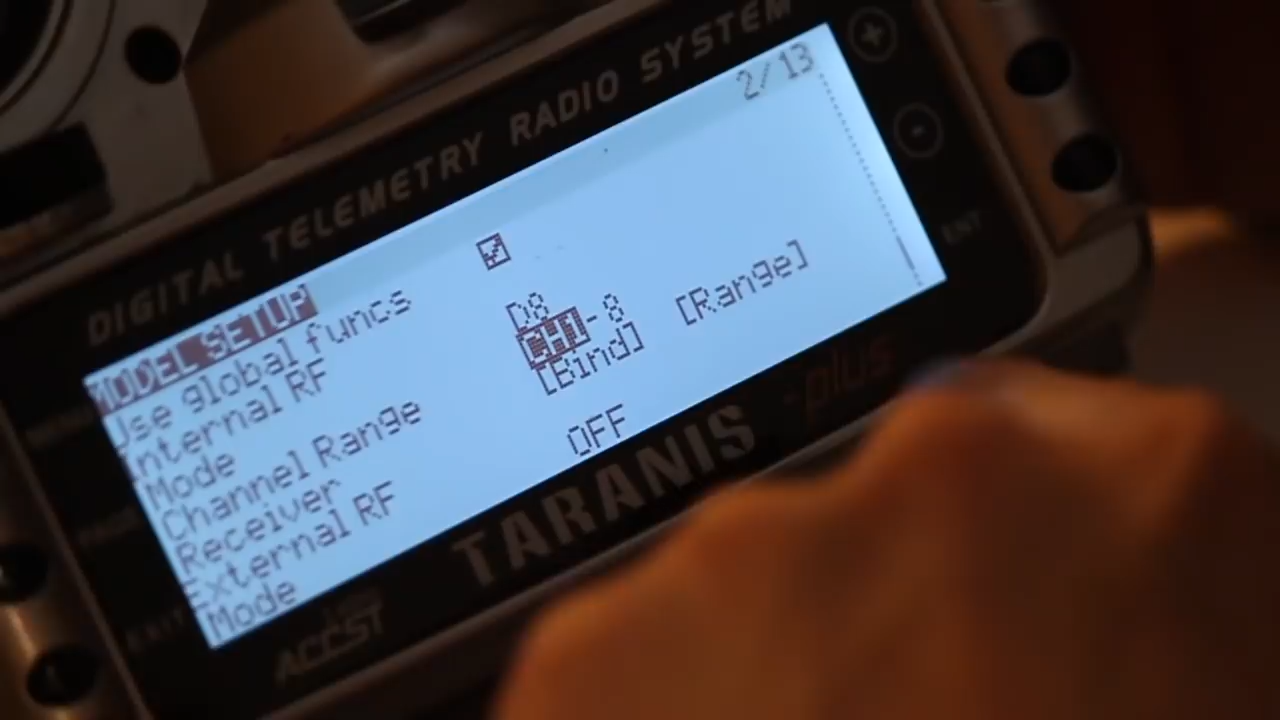 DIGITAL TELEMETRY RADIO SYSTEM
MODEL SETUP 2/13
Use global funcs
Internal RF
Mode D8
Channel Range CH1-8
Receiver [Bind] [Range]
External RF
Mode OFF
TARANIS plus
ACCST
+
-
ENT
EXIT